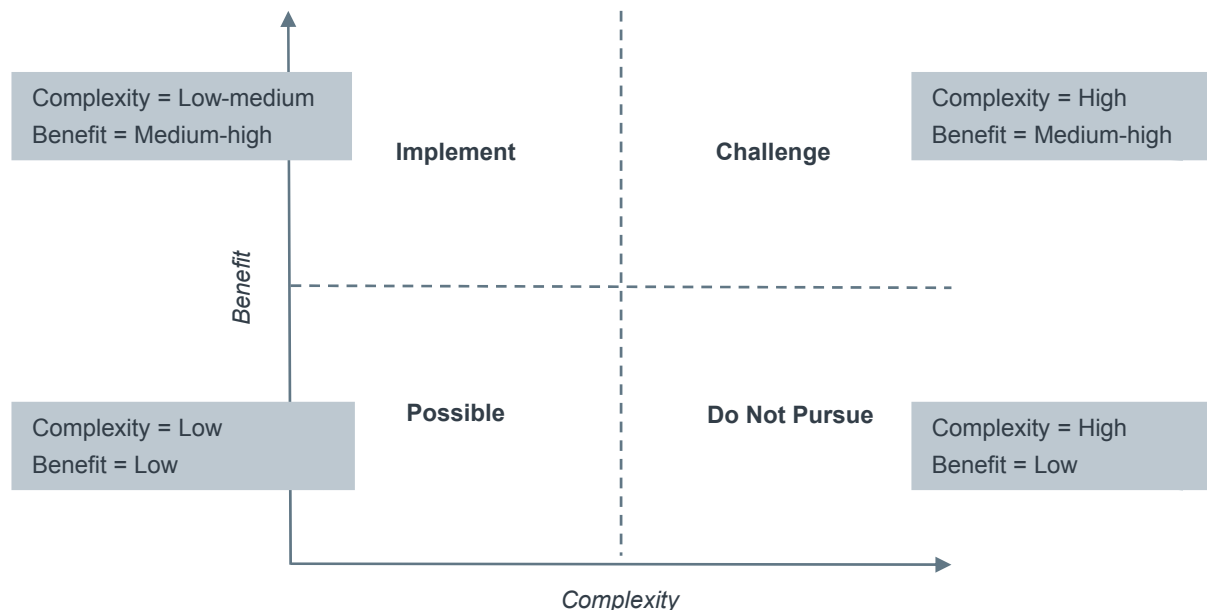 Complexity = Low-medium
Benefit = Medium-high
Implement
Challenge
Complexity = High
Benefit = Medium-high
Benefit
Complexity = Low
Benefit = Low
Possible
Do Not Pursue
Complexity = High
Benefit = Low
Complexity